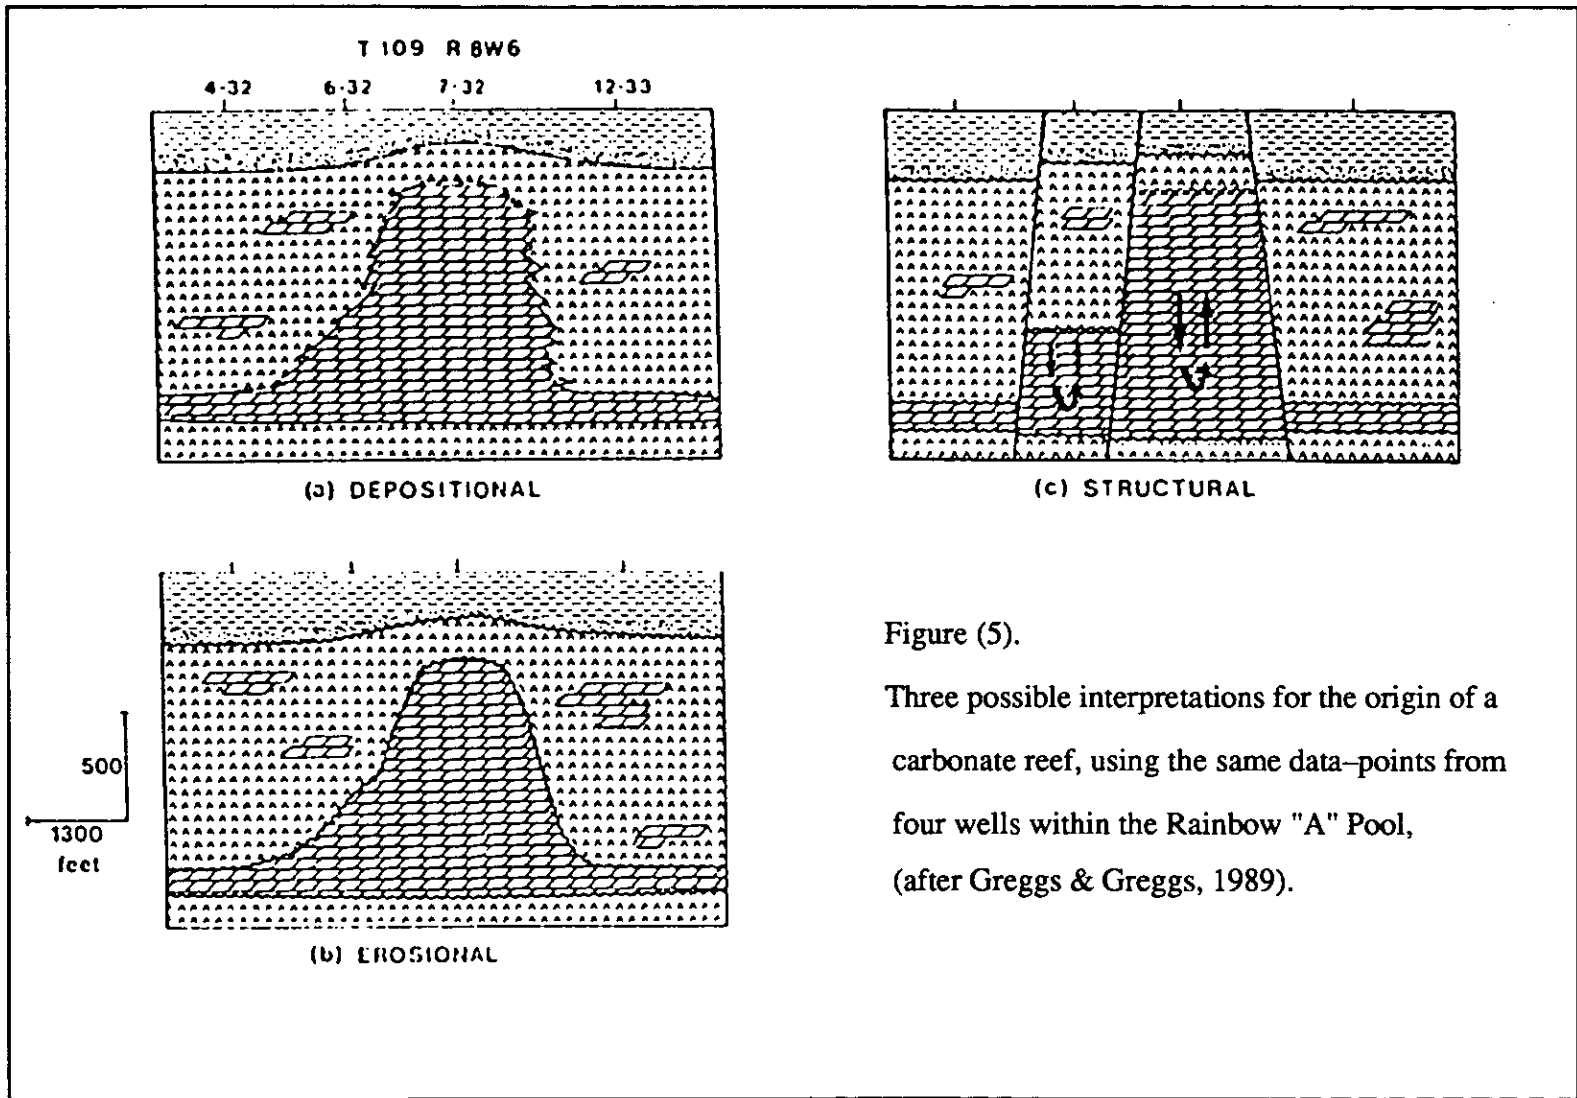 T 109 R 8W6
4-32 6-32 7-32 12-33
(a) DEPOSITIONAL
(c) STRUCTURAL
500
1300
feet
(b) EROSIONAL
Figure (5).
Three possible interpretations for the origin of a
carbonate reef, using the same data-points from
four wells within the Rainbow "A" Pool,
(after Greggs & Greggs, 1989).